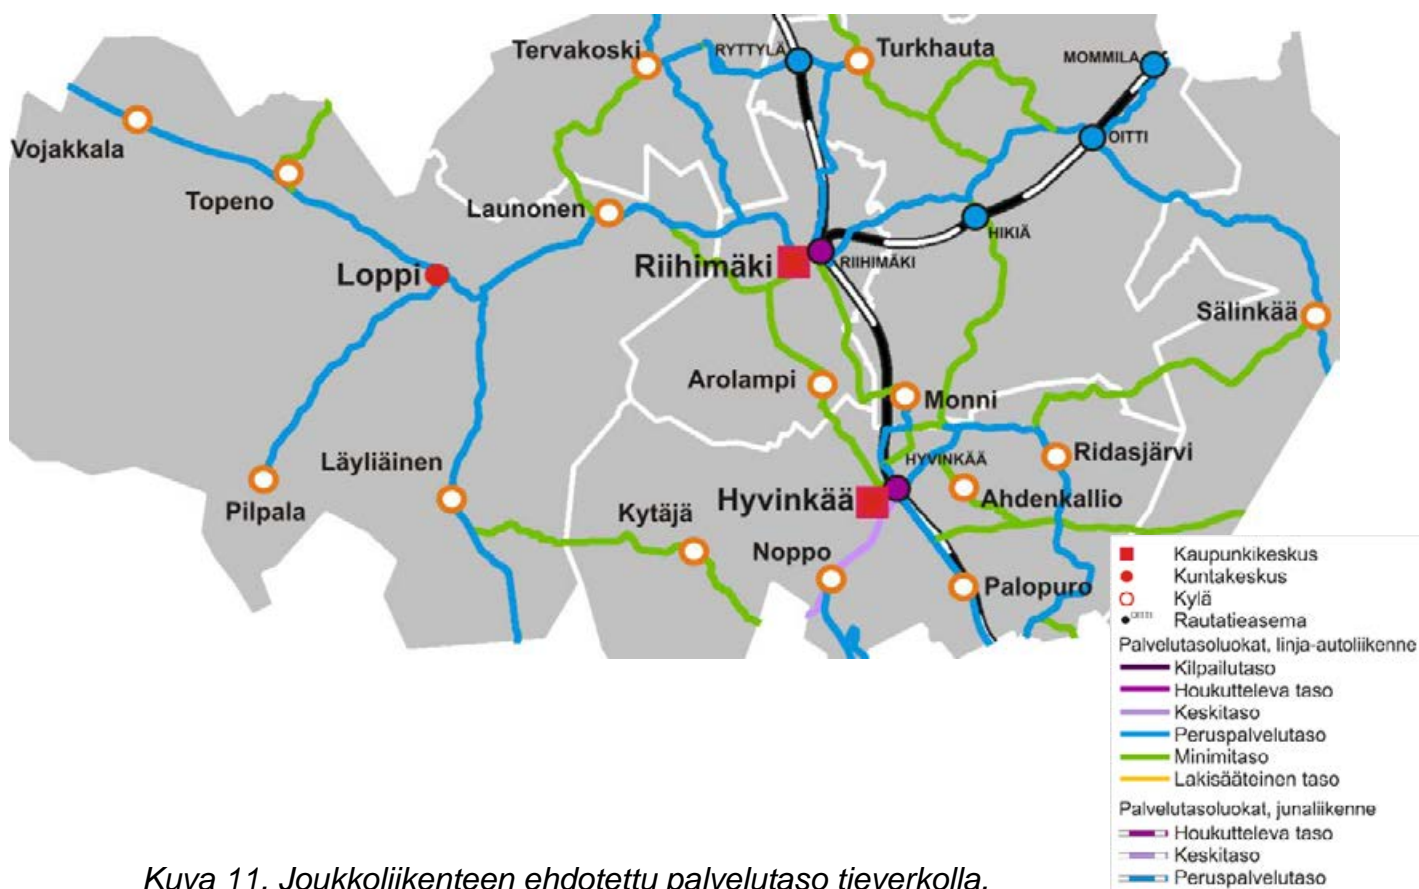 Tervakoski
RYTTYLÄ
Turkhauta
MOMMILA
Vojakkala
OITTI
Topeno
Launonen
HIKIÄ
Loppi
Riihimäki
RIIHIMÄKI
Sälinkää
Arolampi
Monni
Läyliäinen
HYVINKÄÄ
Ridasjärvi
Pilpala
Hyvinkää
Ahdenkallio
Kytäjä
Noppo
Palopuro
Kaupunkikeskus
Kuntakeskus
Kylä
OITTI
Rautatieasema
Palvelutasoluokat, linja-autoliikenne
Kilpailutaso
Houkutteleva taso
Keskitaso
Peruspalvelutaso
Minimitaso
Lakisääteinen taso
Palvelutasoluokat, junaliikenne
Houkutteleva taso
Keskitaso
Peruspalvelutaso
Kuva 11. Joukkoliikenteen ehdotettu palvelutaso tieverkolla.